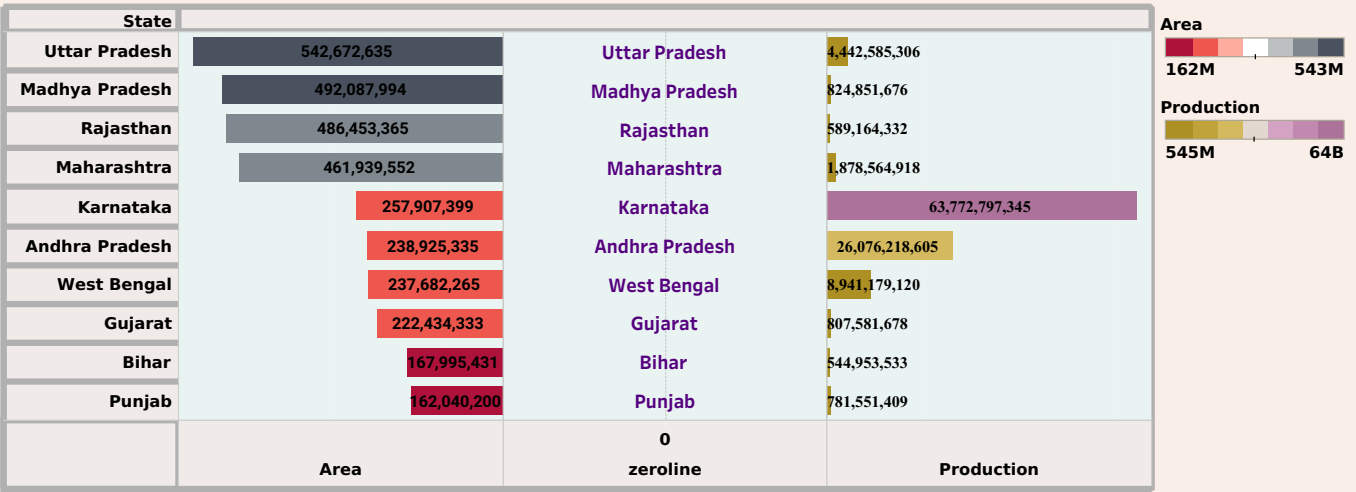 State
Uttar Pradesh 542,672,635 Uttar Pradesh 4,442,585,306
Madhya Pradesh 492,087,994 Madhya Pradesh 824,851,676
Rajasthan 486,453,365 Rajasthan 589,164,332
Maharashtra 461,939,552 Maharashtra 1,878,564,918
Karnataka 257,907,399 Karnataka 63,772,797,345
Andhra Pradesh 238,925,335 Andhra Pradesh 26,076,218,605
West Bengal 237,682,265 West Bengal 8,941,179,120
Gujarat 222,434,333 Gujarat 807,581,678
Bihar 167,995,431 Bihar 544,953,533
Punjab 162,040,200 Punjab 781,551,409
0
Area zeroline Production
Area
162M 543M
Production
545M 64B